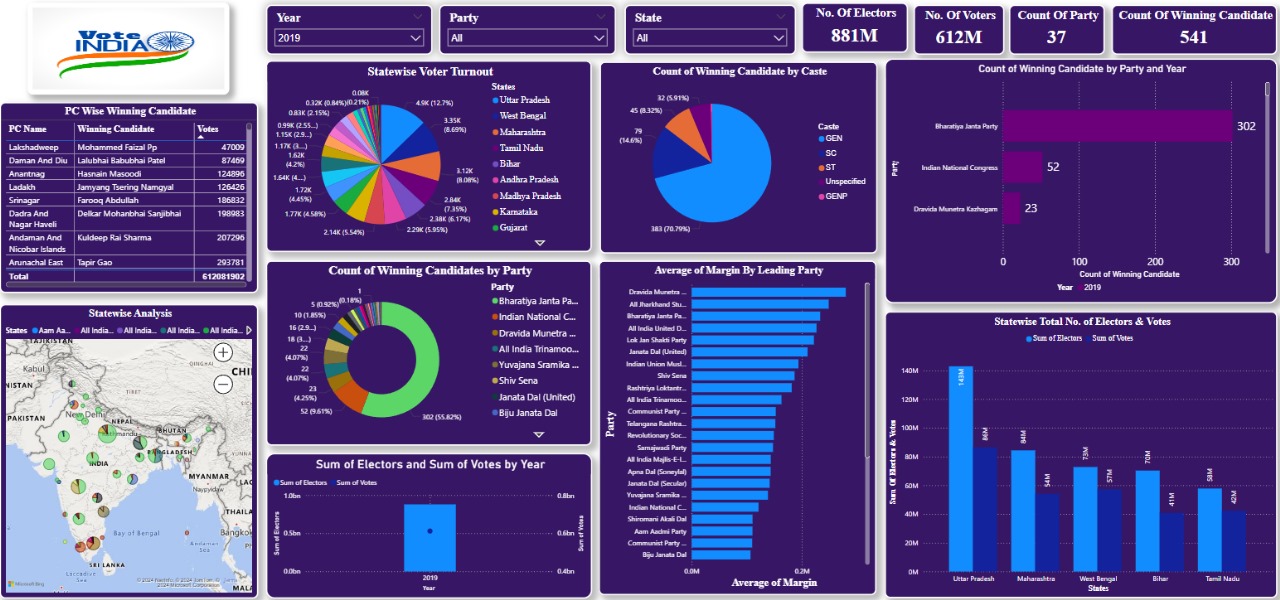 Vote
INDIA
Year
2019
Party
All
State
All
No. Of Electors
881M
No. Of Voters
612M
Count Of Party
37
Count Of Winning Candidate
541
PC Wise Winning Candidate
PC Name Winning Candidate Votes
Lakshadweep Mohammed Faizal Pp 47009
Daman And Diu Lalubhai Babubhai Patel 87469
Anantnag Hasnain Masoodi 124896
Ladakh Jamyang Tsering Namgyal 126426
Srinagar Farooq Abdullah 186832
Dadra And Delkar Mohanbhai Sanjibhai 198983
Nagar Haveli
Andaman And Kuldeep Rai Sharma 207296
Nicobar Islands
Arunachal East Tapir Gao 293781
Total 612081902
Statewise Analysis
States Aam Aa... All India... All India... All India... All India...
TAJIKISTAN
Kabul
QINGHAI
CHI
TIBET
PAKISTAN
New Delhi
NEPAL
BHUTAN
BANGLADESH
INDIA
MYANMAR
Naypyidaw
THAILA
Bay of Bengal
Bangko
Andaman
Sea
SRI LANKA
Laccadive
Sea
MALA
Microsoft Bing
Statewise Voter Turnout
0.08K
0.32K (0.84%)
(0.21%)
0.83K (2.15%)
0.99K (2.55...
1.15K (2.9...
1.17K (3....
1.62K
(4.2%)
1.64K (4....
1.72K
(4.45%)
1.77K (4.58%)
2.14K (5.54%)
2.29K (5.95%)
2.38K (6.17%)
2.84K
(7.35%)
3.12K
(8.08%)
3.35K
(8.69%)
4.9K (12.7%)
States
Uttar Pradesh
West Bengal
Maharashtra
Tamil Nadu
Bihar
Andhra Pradesh
Madhya Pradesh
Karnataka
Gujarat
Count of Winning Candidate by Caste
32 (5.91%)
45 (8.32%)
79
(14.6%)
383 (70.79%)
Caste
GEN
SC
ST
Unspecified
GENP
Count of Winning Candidate by Party and Year
Party
Bharatiya Janta Party 302
Indian National Congress 52
Dravida Munetra Kazhagam 23
0 100 200 300
Count of Winning Candidate
Year 2019
Count of Winning Candidates by Party
1
(0.18%)
5 (0.92%)
10 (1.85%)
16 (2.9...
18 (3....
22
(4.07%)
22
(4.07%)
23
(4.25%)
52 (9.61%)
302 (55.82%)
Party
Bharatiya Janta Pa...
Indian National C...
Dravida Munetra ...
All India Trinamoo...
Yuvajana Sramika ...
Shiv Sena
Janata Dal (United)
Biju Janata Dal
Sum of Electors and Sum of Votes by Year
Sum of Electors Sum of Votes
Sum of Electors
1.0bn
0.5bn
0.0bn
0.8bn
0.6bn
0.4bn
Sum of Votes
2019
Year
Average of Margin By Leading Party
Party
Dravida Munetra ...
All Jharkhand Stu...
Bharatiya Janta Pa...
All India United D...
Lok Jan Shakti Party
Janata Dal (United)
Indian Union Musl...
Shiv Sena
Rashtriya Loktantr...
All India Trinamoo...
Communist Party ...
Telangana Rashtra...
Revolutionary Soc...
Samajwadi Party
All India Majlis-E-I...
Apna Dal (Soneylal)
Janata Dal (Secular)
Yuvajana Sramika ...
Indian National C...
Shiromani Akali Dal
Aam Aadmi Party
Communist Party ...
Biju Janata Dal
0.0M 0.2M
Average of Margin
Statewise Total No. of Electors & Votes
Sum of Electors Sum of Votes
Sum Of Electors & Votes
140M
120M
100M
80M
60M
40M
20M
0M
143M 86M 84M 54M 73M 57M 70M 41M 58M 42M
Uttar Pradesh Maharashtra West Bengal Bihar Tamil Nadu
States